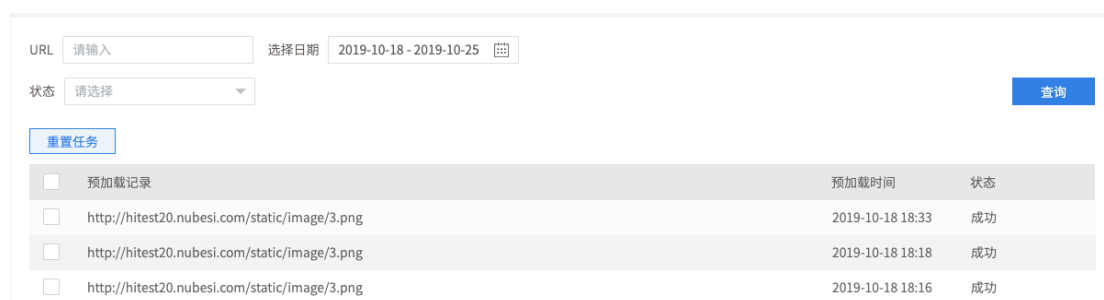 URL 请输入 选择日期 2019-10-18 - 2019-10-25
状态 请选择 查询
重置任务
预加载记录 预加载时间 状态
http://hitest20.nubesi.com/static/image/3.png 2019-10-18 18:33 成功
http://hitest20.nubesi.com/static/image/3.png 2019-10-18 18:18 成功
http://hitest20.nubesi.com/static/image/3.png 2019-10-18 18:16 成功